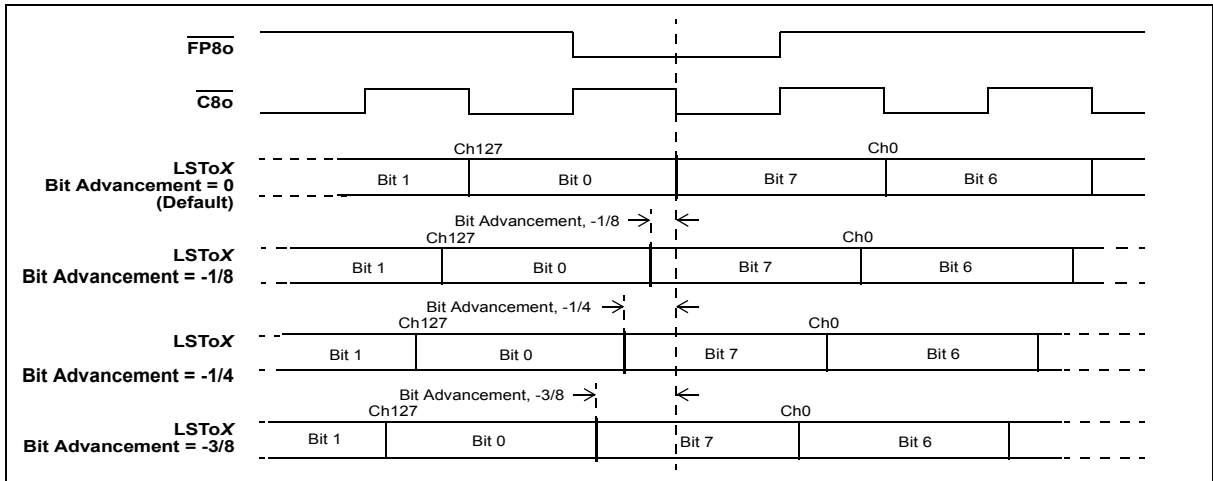 FP8o
C8o
Ch127 Ch0
LSToX
Bit Advancement = 0
(Default)
Bit 1 Bit 0 Bit 7 Bit 6
Bit Advancement, -1/8
Ch127 Ch0
LSToX
Bit Advancement = -1/8
Bit 1 Bit 0 Bit 7 Bit 6
Bit Advancement, -1/4
Ch127 Ch0
LSToX
Bit Advancement = -1/4
Bit 1 Bit 0 Bit 7 Bit 6
Bit Advancement, -3/8
Ch127 Ch0
LSToX
Bit Advancement = -3/8
Bit 1 Bit 0 Bit 7 Bit 6